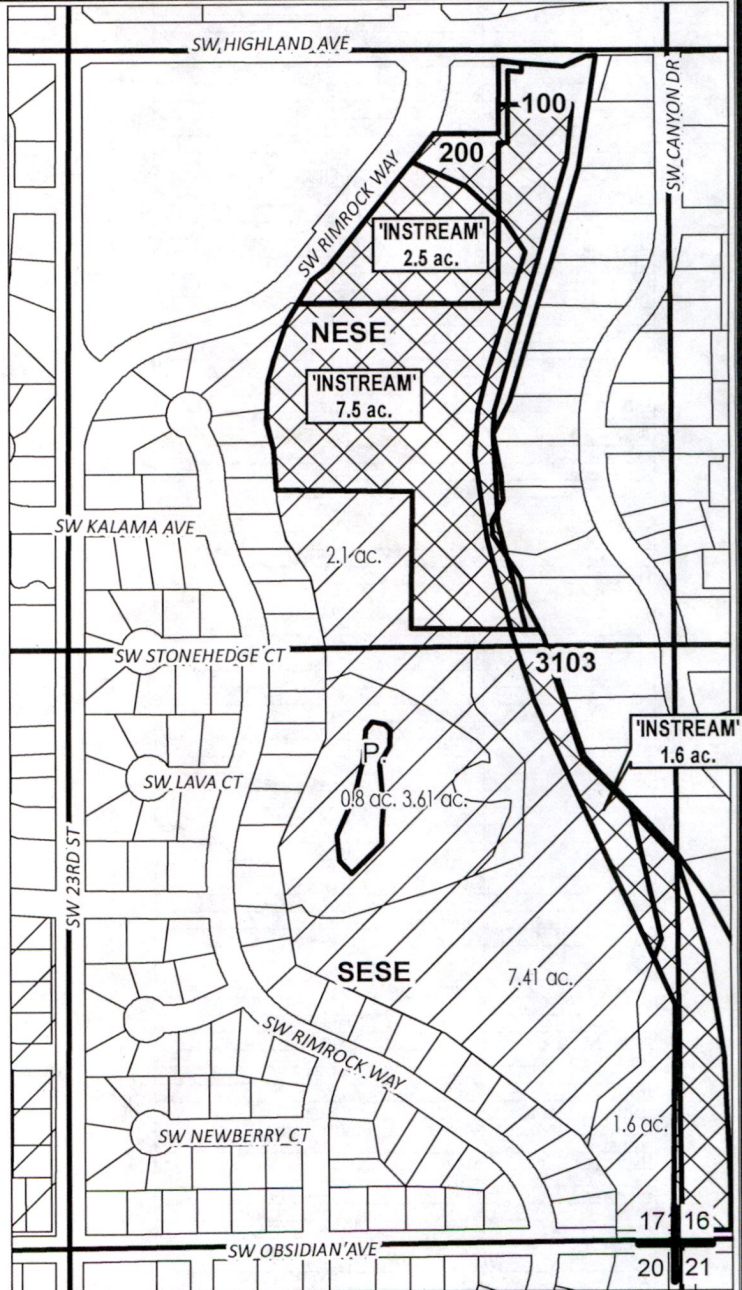 SW HIGHLAND AVE
SW CANYON DR
100
200
SW RIMROCK WAY
'INSTREAM'
2.5 ac.
NESE
'INSTREAM'
7.5 ac.
SW KALAMA AVE
2.1 ac.
SW STONEHEDGE CT
3103
'INSTREAM'
1.6 ac.
P.
SW LAVA CT
0.8 ac. 3.61 ac.
SW 23RD ST
SESE
7.41 ac.
SW RIMROCK WAY
SW NEWBERRY CT
1.6 ac.
17 16
SW OBSIDIAN AVE
20 21